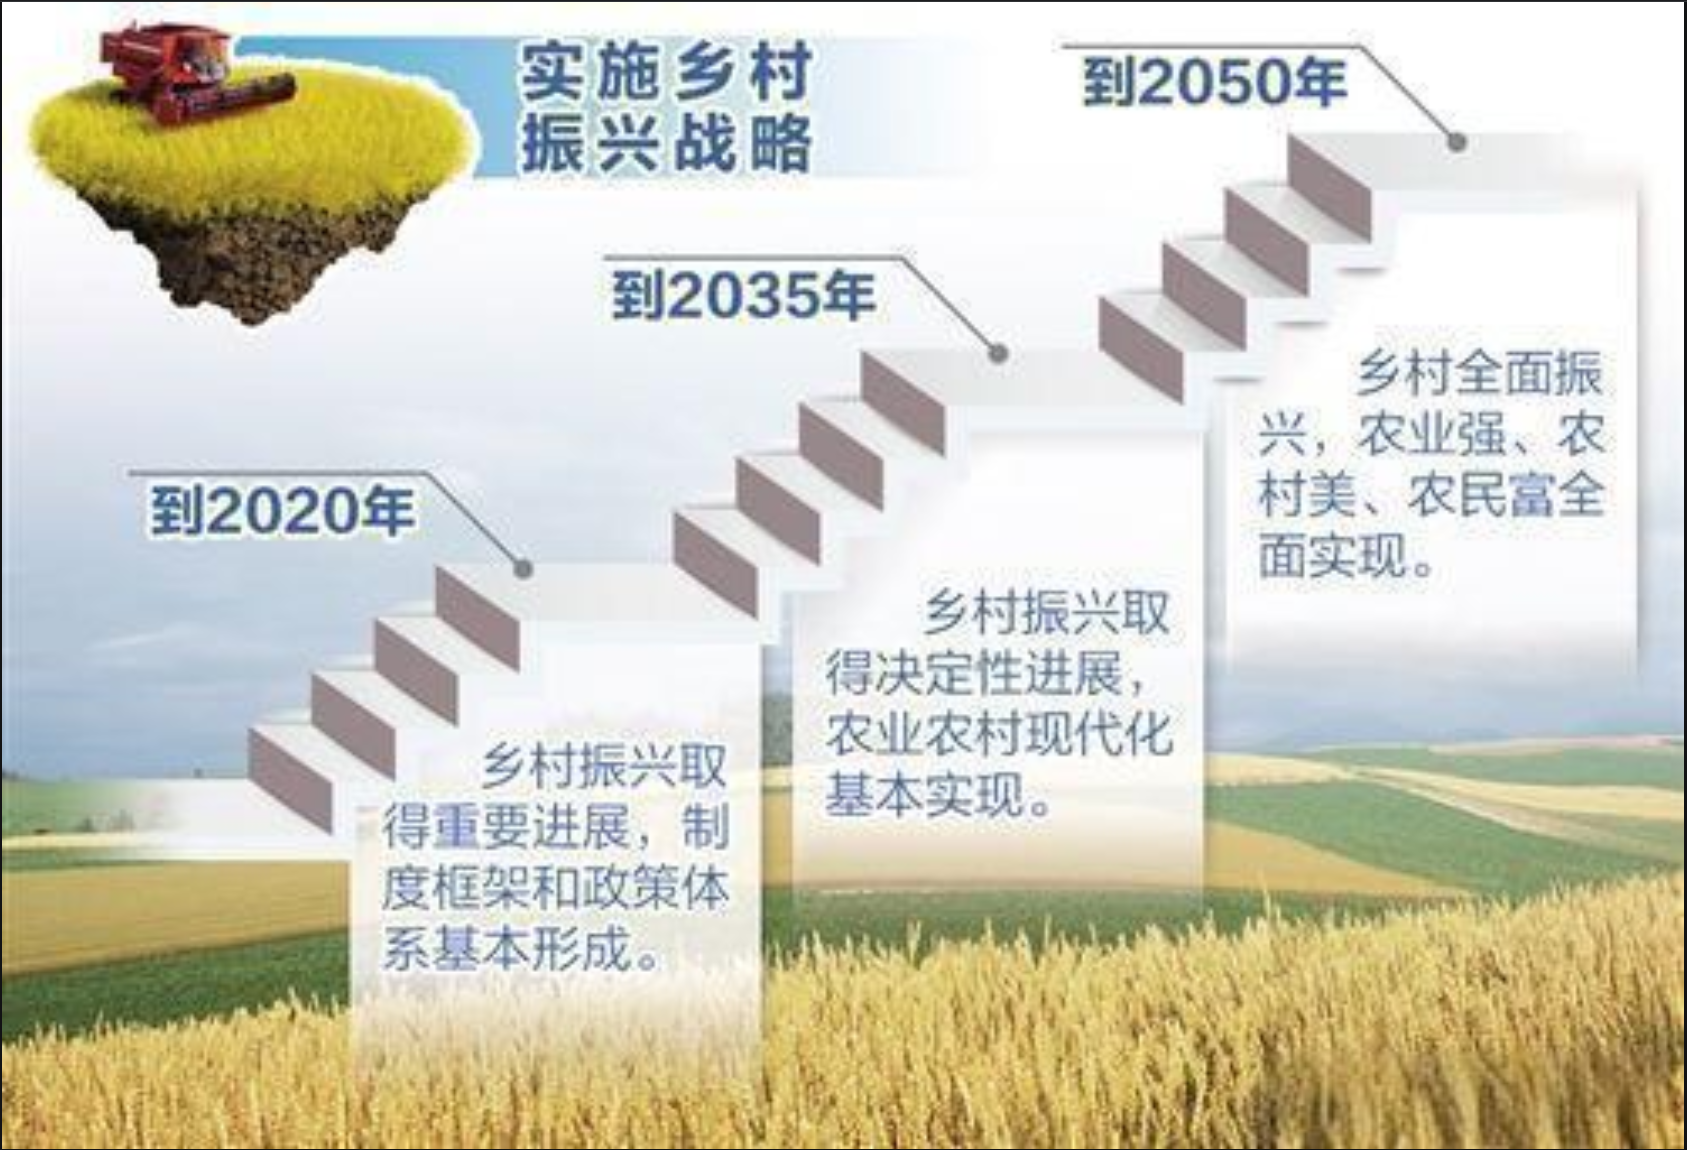 实施乡村
振兴战略
到2020年
乡村振兴取
得重要进展，制
度框架和政策体
系基本形成。
到2035年
乡村振兴取
得决定性进展，
农业农村现代化
基本实现。
到2050年
乡村全面振
兴，农业强、农
村美、农民富全
面实现。